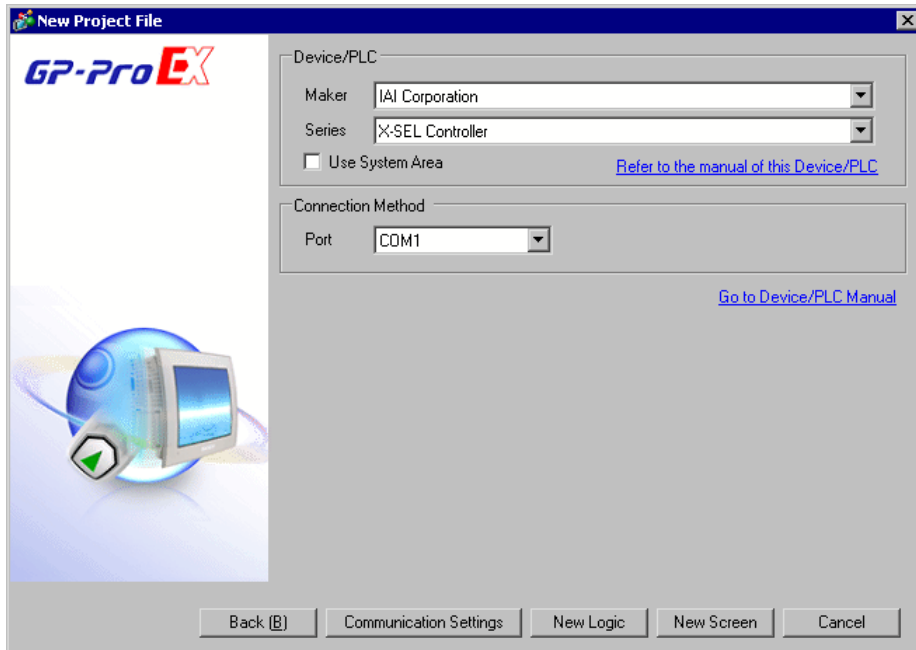 New Project File
GP-Pro EX
Device/PLC
Maker IAI Corporation
Series X-SEL Controller
Use System Area Refer to the manual of this Device/PLC
Connection Method
Port COM1
Go to Device/PLC Manual
Back (B) Communication Settings New Logic New Screen Cancel